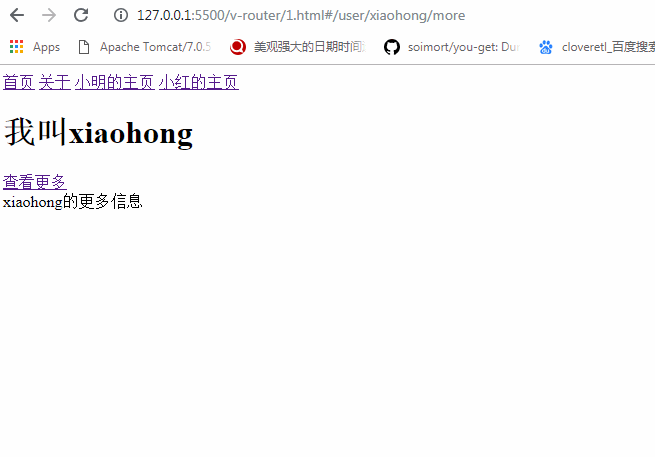 127.0.0.1:5500/v-router/1.html#/user/xiaohong/more
Apps Apache Tomcat/7.0.5 美观强大的日期时间 soimort/you-get: Du cloveretl_百度搜索
首页 关于 小明的主页 小红的主页
我叫xiaohong
查看更多
xiaohong的更多信息